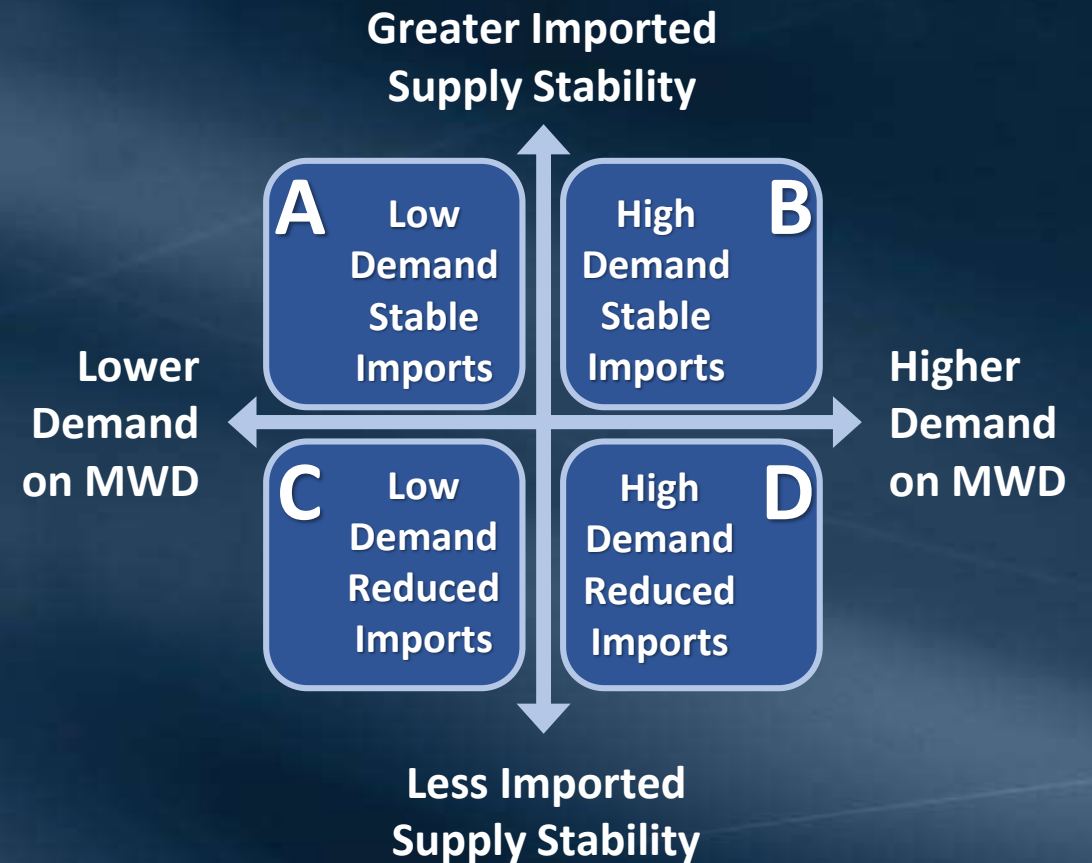 Greater Imported
Supply Stability
A
Low
Demand
Stable
Imports
B
High
Demand
Stable
Imports
Lower
Demand
on MWD
Higher
Demand
on MWD
C
Low
Demand
Reduced
Imports
D
High
Demand
Reduced
Imports
Less Imported
Supply Stability